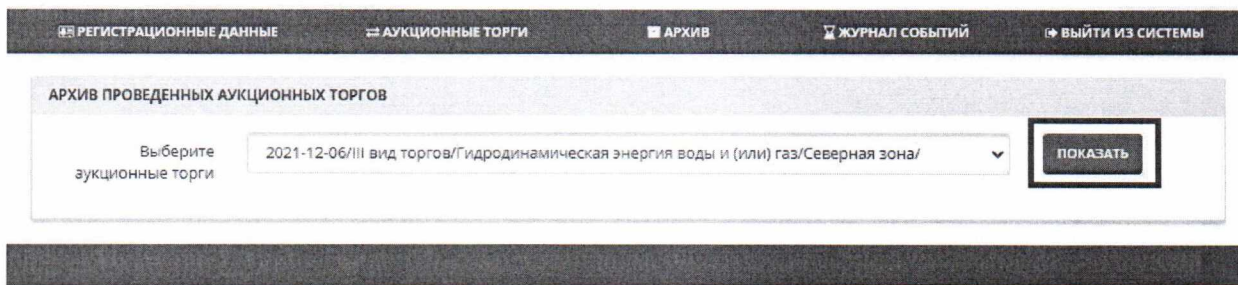 РЕГИСТРАЦИОННЫЕ ДАННЫЕ АУКЦИОННЫЕ ТОРГИ АРХИВ ЖУРНАЛ СОБЫТИЙ ВЫЙТИ ИЗ СИСТЕМЫ
АРХИВ ПРОВЕДЕННЫХ АУКЦИОННЫХ ТОРГОВ
Выберите
аукционные торги
2021-12-06/III вид торгов/Гидродинамическая энергия воды и (или) газ/Северная зона/
ПОКАЗАТЬ